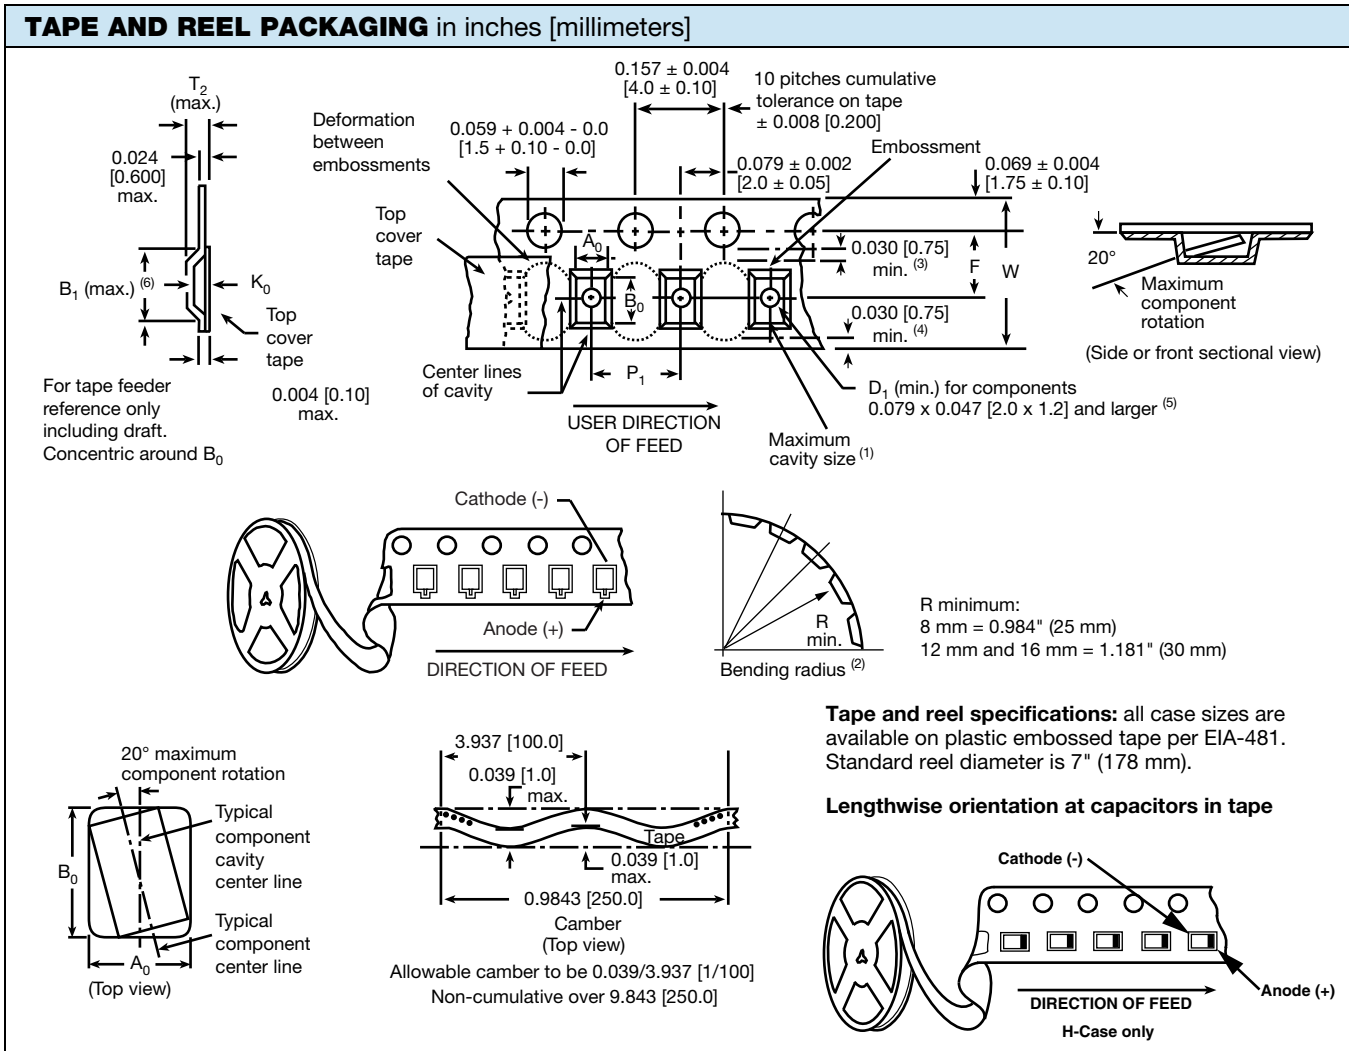 TAPE AND REEL PACKAGING in inches [millimeters]
T2
(max.)
0.024
[0.600]
max.
B1 (max.) (6)
K0
Top
cover
tape
0.004 [0.10]
max.
For tape feeder
reference only
including draft.
Concentric around B0
Deformation
between
embossments
0.059 + 0.004 - 0.0
[1.5 + 0.10 - 0.0]
0.157 ± 0.004
[4.0 ± 0.10]
10 pitches cumulative
tolerance on tape
± 0.008 [0.200]
0.079 ± 0.002
[2.0 ± 0.05]
Embossment
0.069 ± 0.004
[1.75 ± 0.10]
Top
cover
tape
A0
B0
0.030 [0.75]
min. (3)
F
W
0.030 [0.75]
min. (4)
Center lines
of cavity
P1
USER DIRECTION
OF FEED
D1 (min.) for components
0.079 x 0.047 [2.0 x 1.2] and larger (5)
Maximum
cavity size (1)
20°
Maximum
component
rotation
(Side or front sectional view)
Cathode (-)
Anode (+)
DIRECTION OF FEED
R
min.
Bending radius (2)
R minimum:
8 mm = 0.984" (25 mm)
12 mm and 16 mm = 1.181" (30 mm)
20° maximum
component rotation
Typical
component
cavity
center line
B0
Typical
component
center line
A0
(Top view)
3.937 [100.0]
0.039 [1.0]
max.
Tape
0.039 [1.0]
max.
0.9843 [250.0]
Camber
(Top view)
Allowable camber to be 0.039/3.937 [1/100]
Non-cumulative over 9.843 [250.0]
Tape and reel specifications: all case sizes are
available on plastic embossed tape per EIA-481.
Standard reel diameter is 7" (178 mm).
Lengthwise orientation at capacitors in tape
Cathode (-)
Anode (+)
DIRECTION OF FEED
H-Case only